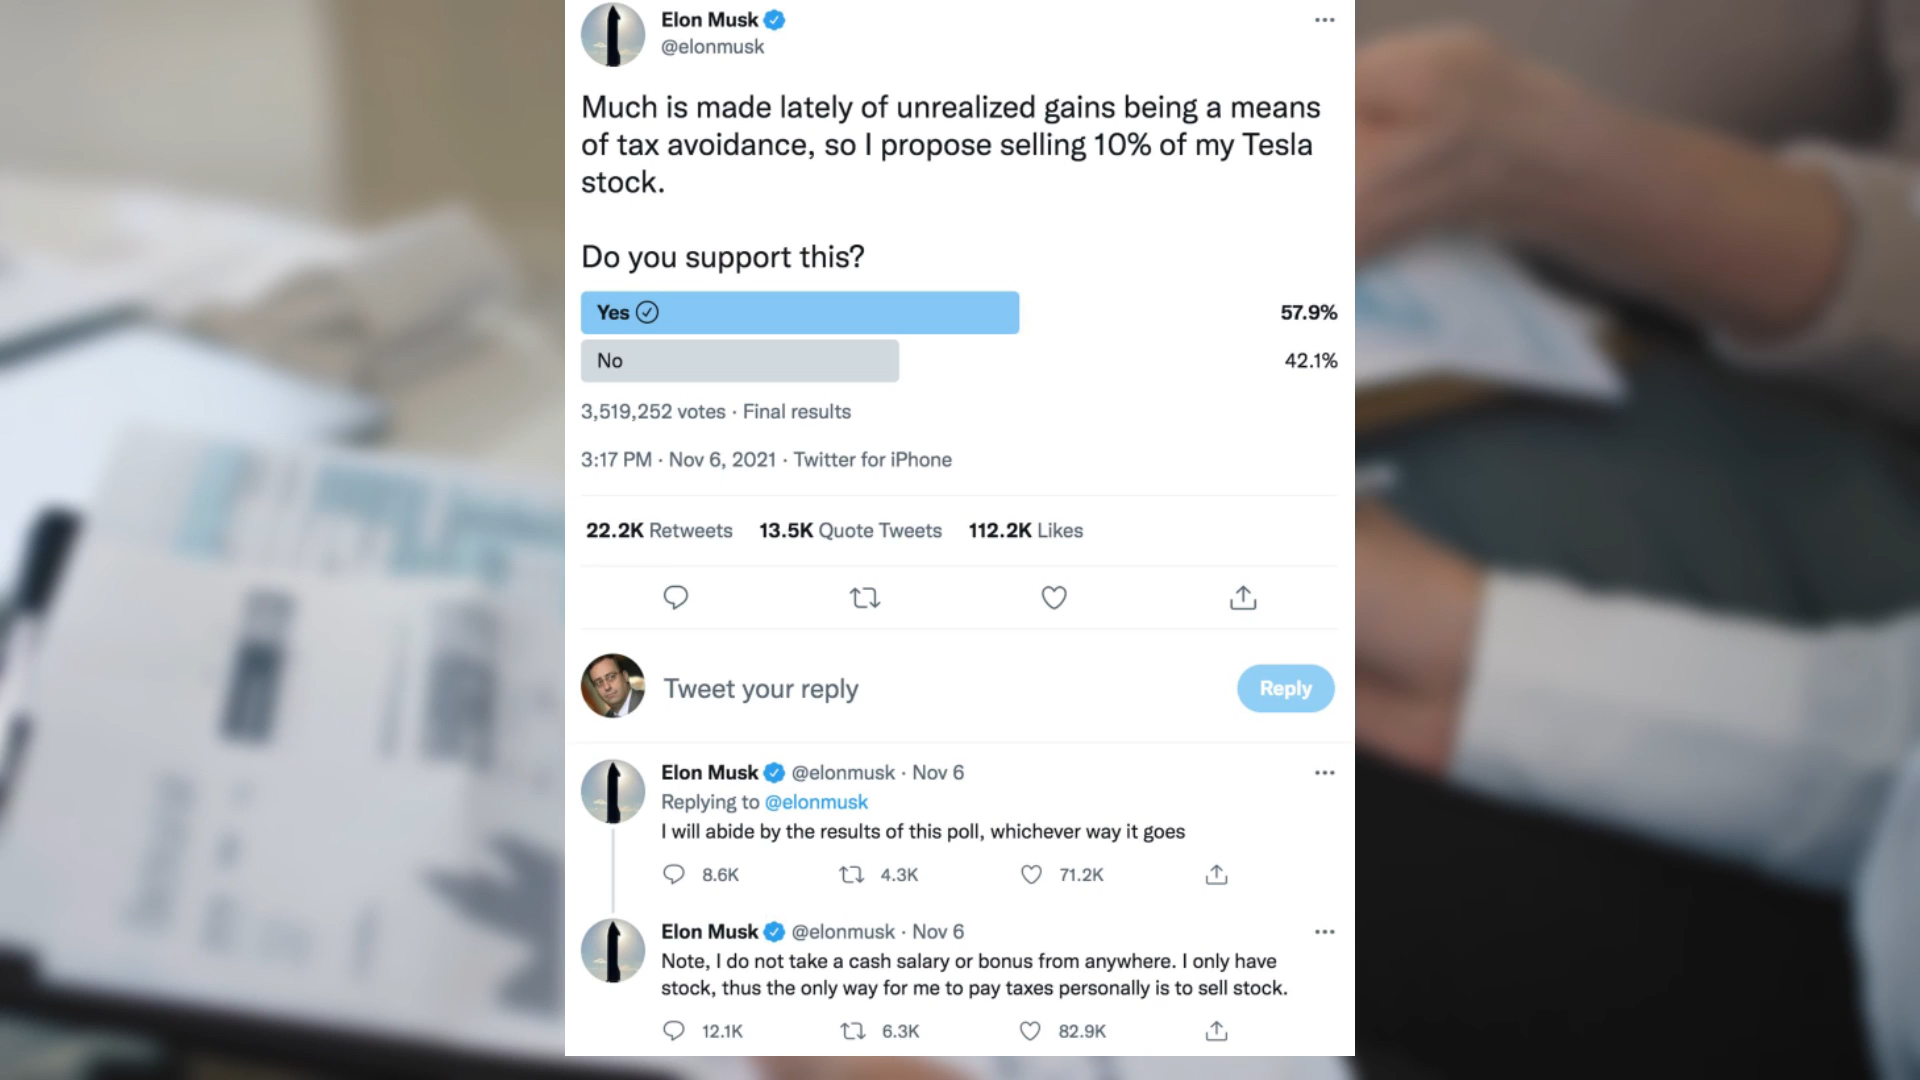 Elon Musk
@elonmusk
Much is made lately of unrealized gains being a means
of tax avoidance, so I propose selling 10% of my Tesla
stock.
Do you support this?
Yes 57.9%
No 42.1%
3,519,252 votes · Final results
3:17 PM · Nov 6, 2021 · Twitter for iPhone
22.2K Retweets 13.5K Quote Tweets 112.2K Likes
Tweet your reply Reply
Elon Musk @elonmusk · Nov 6
Replying to @elonmusk
I will abide by the results of this poll, whichever way it goes
8.6K 4.3K 71.2K
Elon Musk @elonmusk · Nov 6
Note, I do not take a cash salary or bonus from anywhere. I only have
stock, thus the only way for me to pay taxes personally is to sell stock.
12.1K 6.3K 82.9K